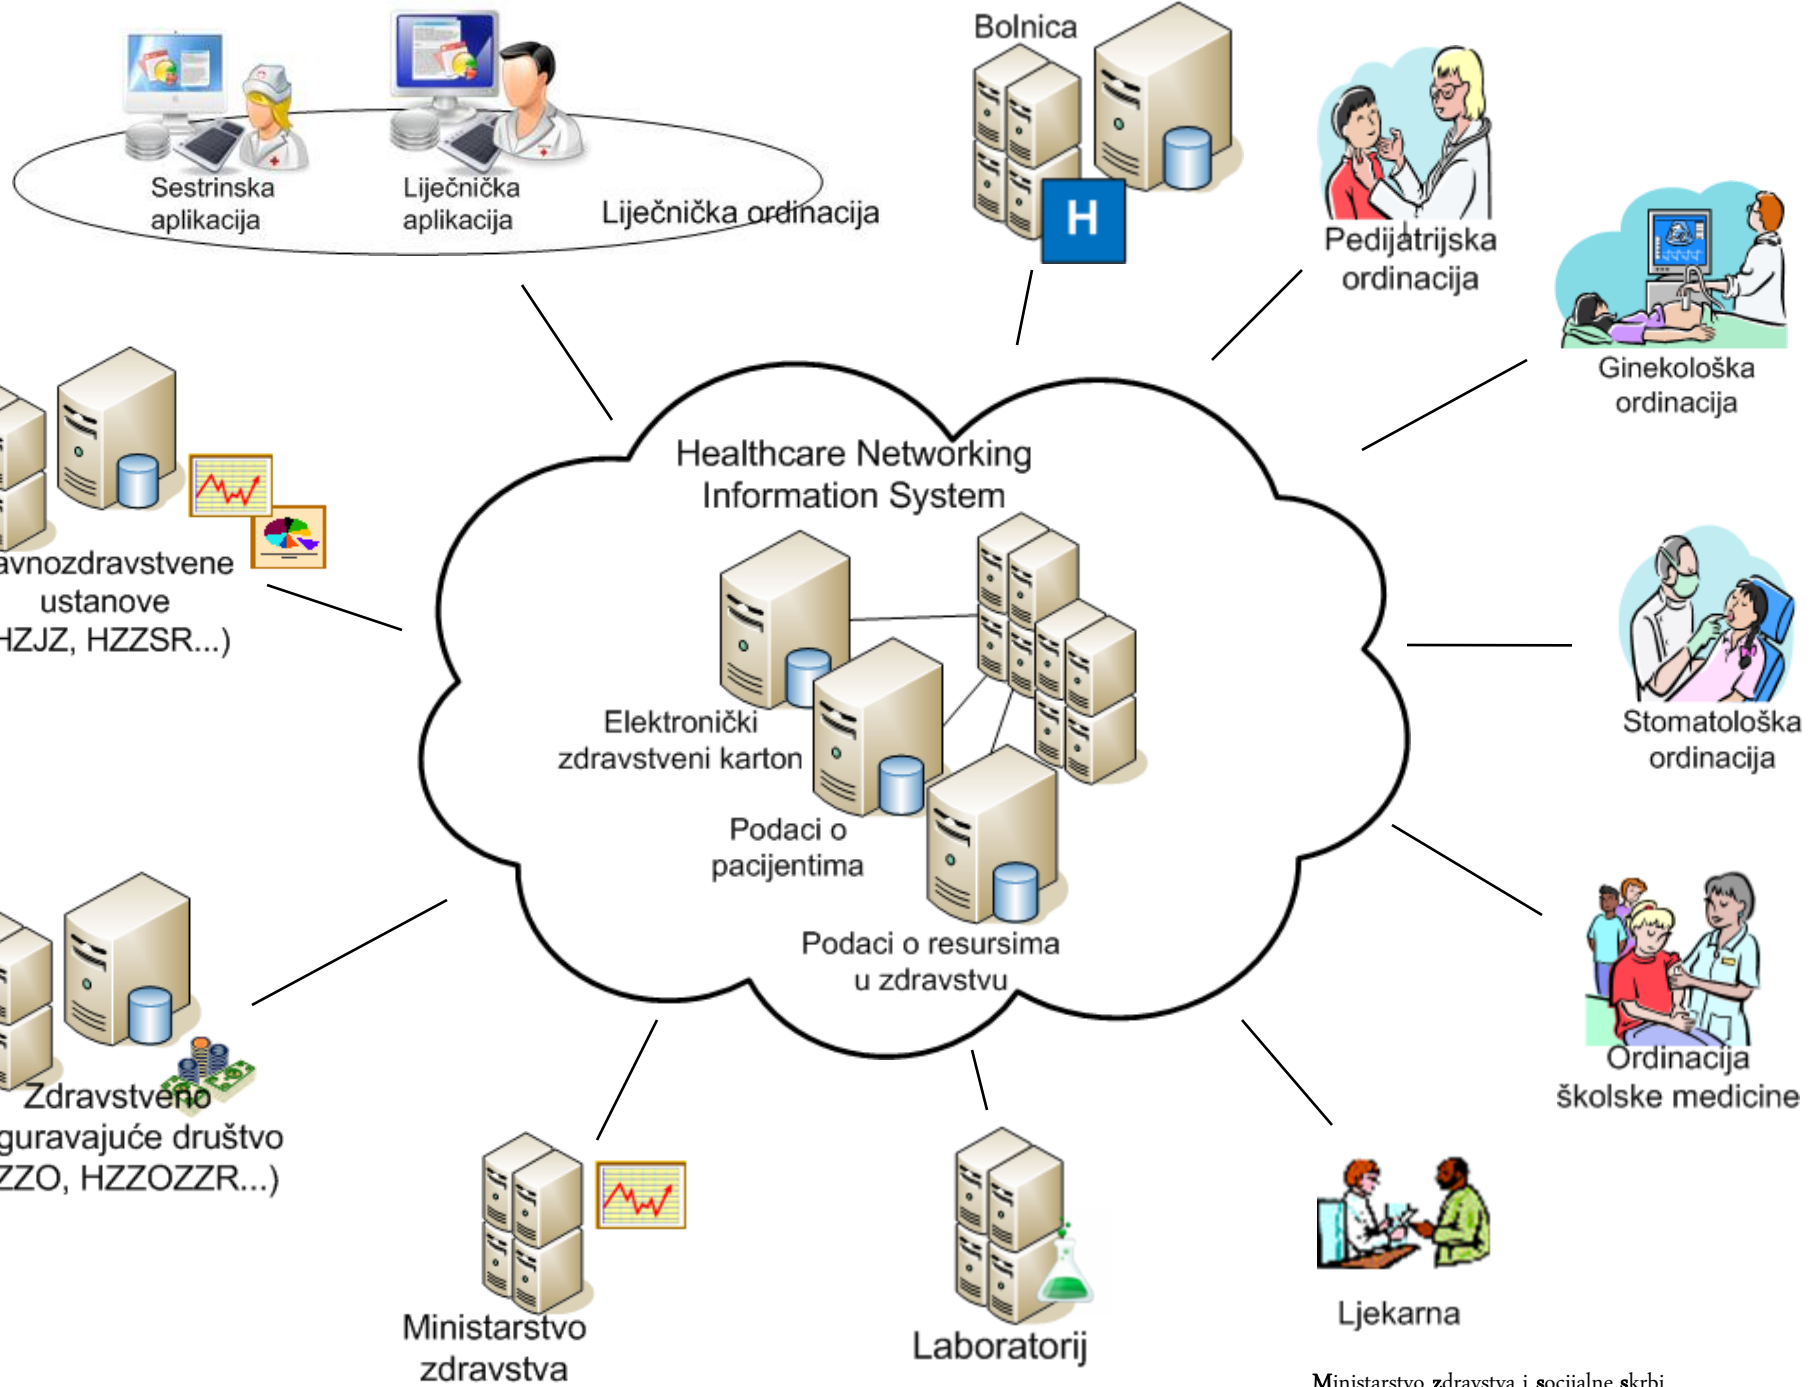 Bolnica
Sestrinska
aplikacija
Liječnička
aplikacija
Liječnička ordinacija
H
Pedijatrijska
ordinacija
Ginekološka
ordinacija
Healthcare Networking
Information System
avnozdravstvene
ustanove
HZJZ, HZZSR...)
Elektronički
zdravstveni karton
Podaci o
pacijentima
Podaci o resursima
u zdravstvu
Stomatološka
ordinacija
Ordinacija
školske medicine
Zdravstveno
guravajuće društvo
ZZO, HZZOZZR...)
Ministarstvo
zdravstva
Laboratorij
Ljekarna
Ministarstvo zdravstva i socijalne skrbi